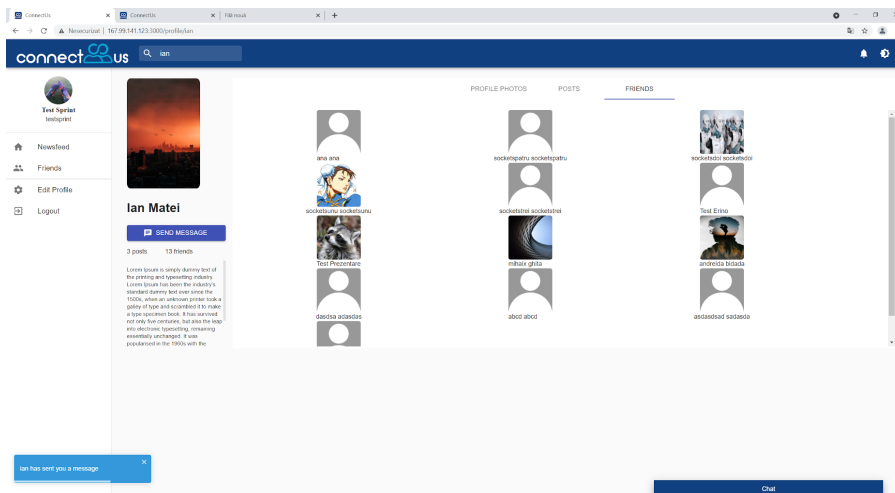 ConnectUs
ConnectUs
Filă nouă
Nesecurizat | 167.99.141.123:3000/profile/ian
connect us
ian
Test Sprint
testsprint
Newsfeed
Friends
Edit Profile
Logout
Ian Matei
SEND MESSAGE
3 posts 13 friends
Lorem Ipsum is simply dummy text of
the printing and typesetting industry.
Lorem Ipsum has been the industry's
standard dummy text ever since the
1500s, when an unknown printer took a
galley of type and scrambled it to make
a type specimen book. It has survived
not only five centuries, but also the leap
into electronic typesetting, remaining
essentially unchanged. It was
popularised in the 1960s with the
PROFILE PHOTOS POSTS FRIENDS
ana ana
socketspatru socketspatru
socketsdoi socketsdoi
socketsunu socketsunu
socketstrei socketstrei
Test Erino
Test Prezentare
mihaix ghita
andreida bidada
dasdsa adasdas
abcd abcd
asdasdsad sadasda
Ian has sent you a message
Chat